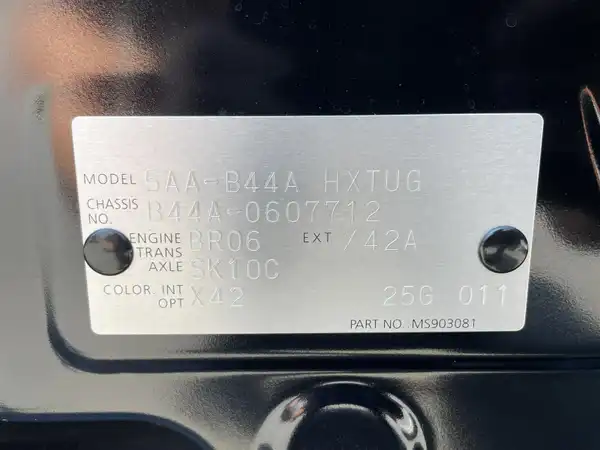 MODEL 5AA-B44A HXTUG
CHASSIS NO. B44A-0607712
ENGINE BR06 EXT /42A
TRANS AXLE SK10C
COLOR. INT OPT X42 25G 011
PART NO. MS903081